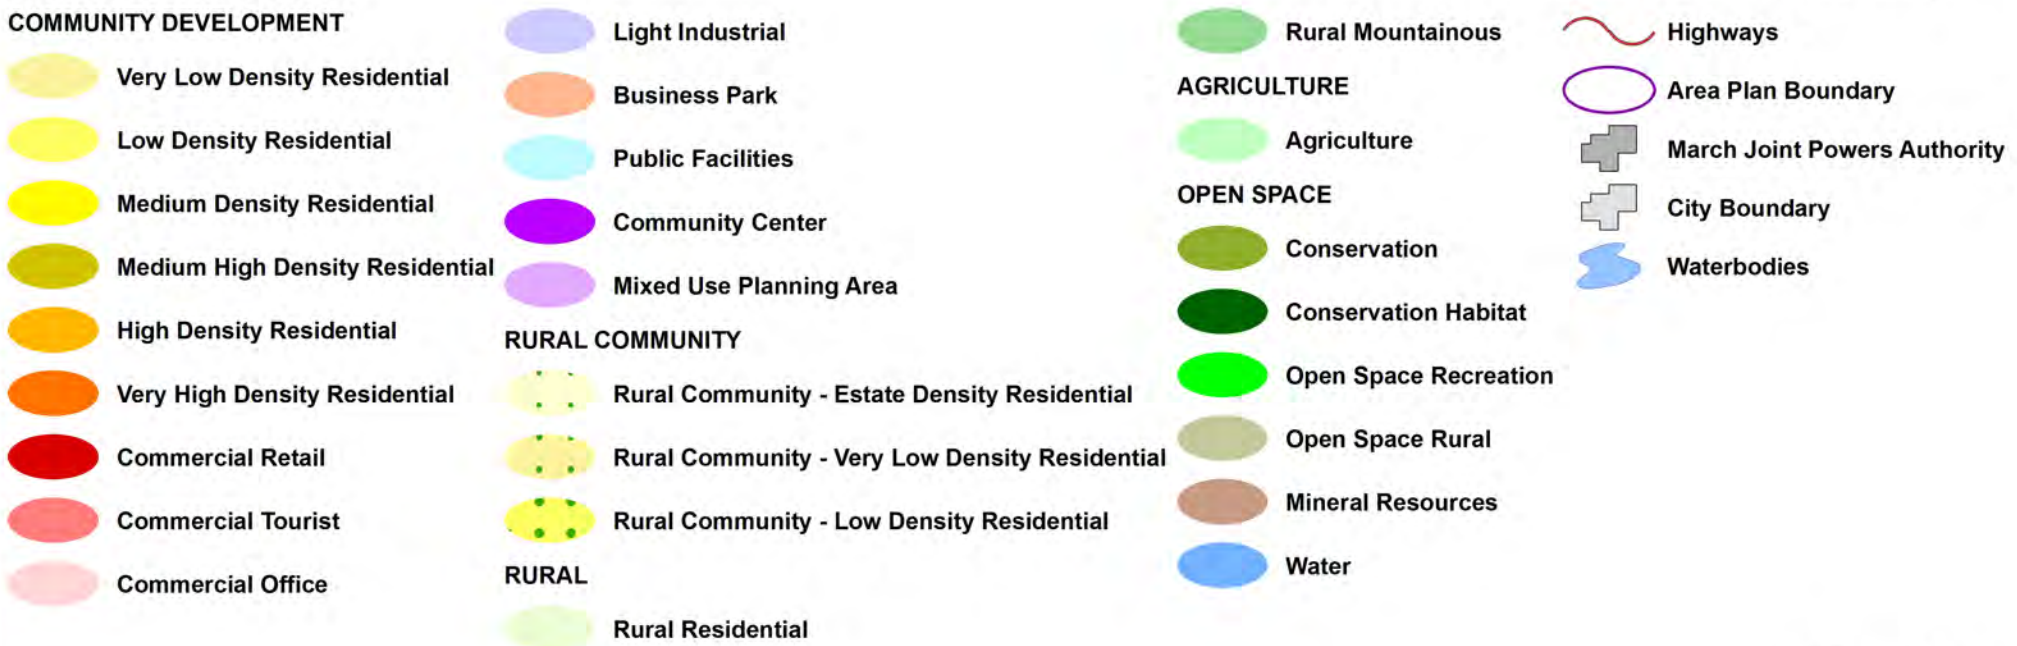 COMMUNITY DEVELOPMENT
Very Low Density Residential
Low Density Residential
Medium Density Residential
Medium High Density Residential
High Density Residential
Very High Density Residential
Commercial Retail
Commercial Tourist
Commercial Office
Light Industrial
Business Park
Public Facilities
Community Center
Mixed Use Planning Area
RURAL COMMUNITY
Rural Community - Estate Density Residential
Rural Community - Very Low Density Residential
Rural Community - Low Density Residential
RURAL
Rural Residential
Rural Mountainous
AGRICULTURE
Agriculture
OPEN SPACE
Conservation
Conservation Habitat
Open Space Recreation
Open Space Rural
Mineral Resources
Water
Highways
Area Plan Boundary
March Joint Powers Authority
City Boundary
Waterbodies